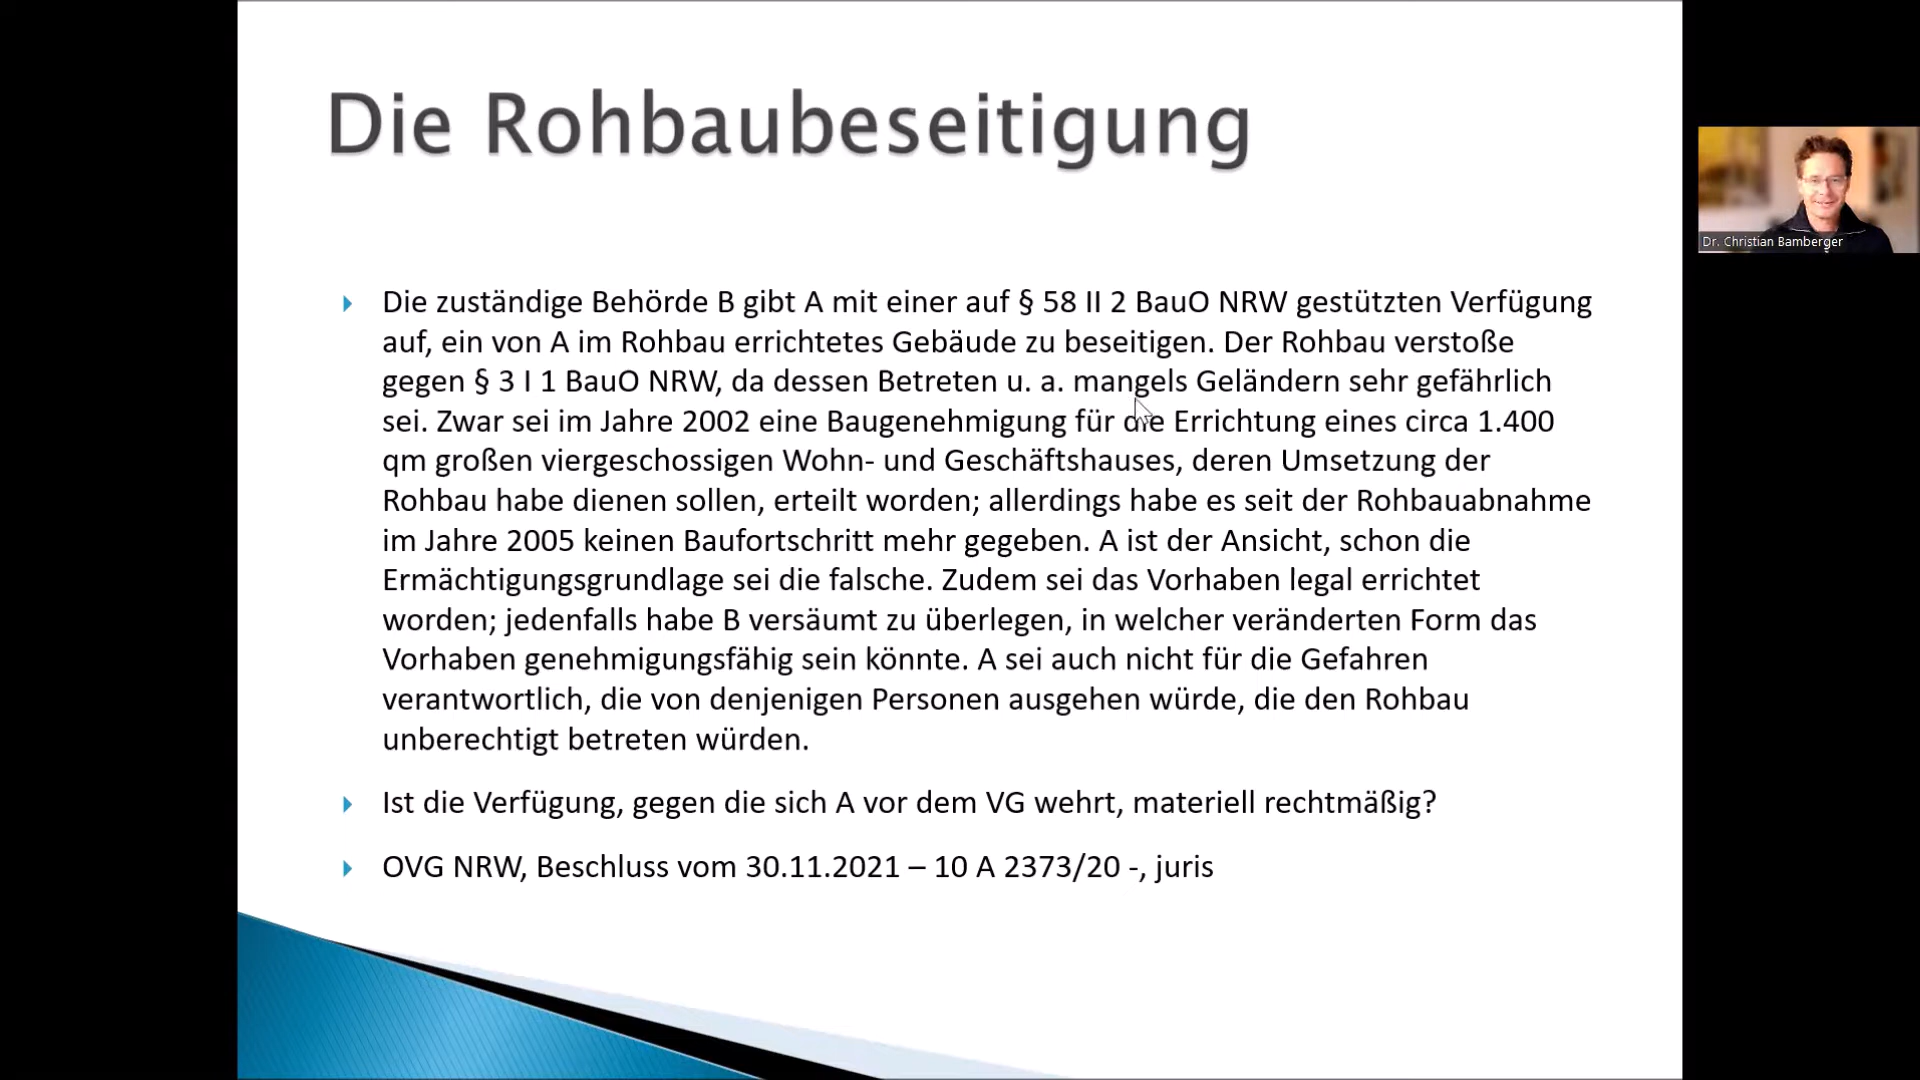 Die Rohbaubeseitigung
Die zuständige Behörde B gibt A mit einer auf § 58 II 2 BauO NRW gestützten Verfügung
auf, ein von A im Rohbau errichtetes Gebäude zu beseitigen. Der Rohbau verstoße
gegen § 3 I 1 BauO NRW, da dessen Betreten u. a. mangels Geländern sehr gefährlich
sei. Zwar sei im Jahre 2002 eine Baugenehmigung für die Errichtung eines circa 1.400
qm großen viergeschossigen Wohn- und Geschäftshauses, deren Umsetzung der
Rohbau habe dienen sollen, erteilt worden; allerdings habe es seit der Rohbauabnahme
im Jahre 2005 keinen Baufortschritt mehr gegeben. A ist der Ansicht, schon die
Ermächtigungsgrundlage sei die falsche. Zudem sei das Vorhaben legal errichtet
worden; jedenfalls habe B versäumt zu überlegen, in welcher veränderten Form das
Vorhaben genehmigungsfähig sein könnte. A sei auch nicht für die Gefahren
verantwortlich, die von denjenigen Personen ausgehen würde, die den Rohbau
unberechtigt betreten würden.
Ist die Verfügung, gegen die sich A vor dem VG wehrt, materiell rechtmäßig?
OVG NRW, Beschluss vom 30.11.2021 – 10 A 2373/20 -, juris
Dr. Christian Bamberger